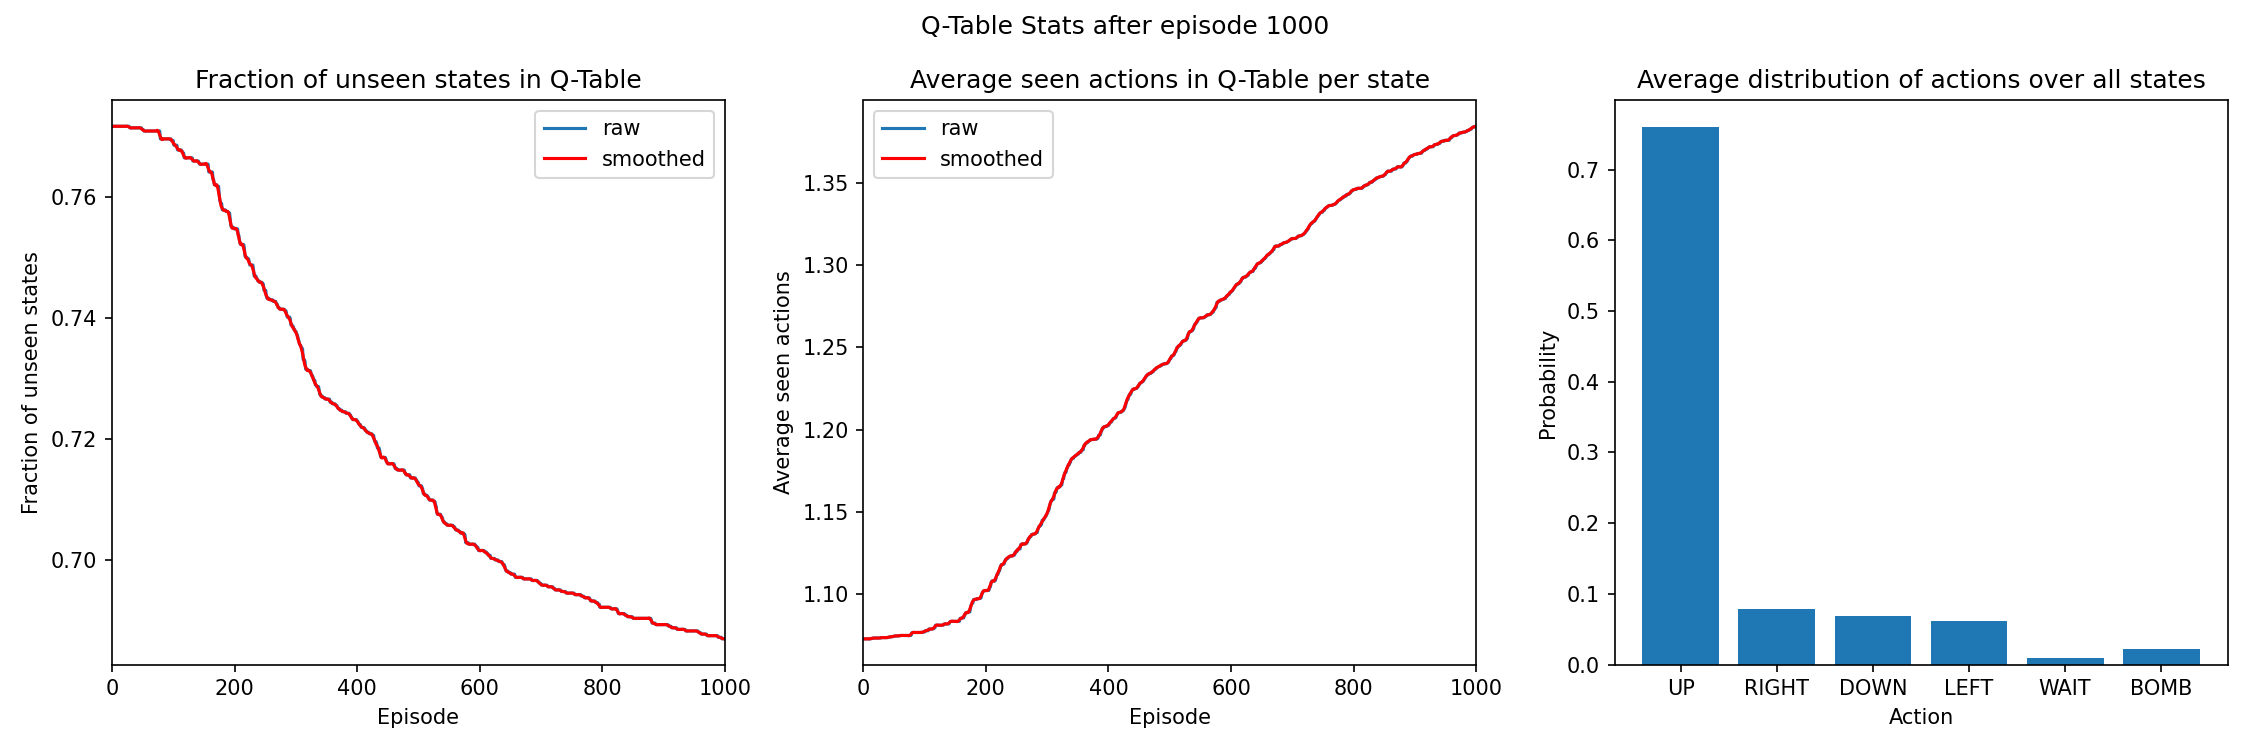 Q-Table Stats after episode 1000
Fraction of unseen states in Q-Table
Fraction of unseen states
0.76
0.74
0.72
0.70
raw
smoothed
0 200 400 600 800 1000
Episode
Average seen actions in Q-Table per state
Average seen actions
1.35
1.30
1.25
1.20
1.15
1.10
raw
smoothed
0 200 400 600 800 1000
Episode
Average distribution of actions over all states
Probability
0.7
0.6
0.5
0.4
0.3
0.2
0.1
0.0
UP RIGHT DOWN LEFT WAIT BOMB
Action